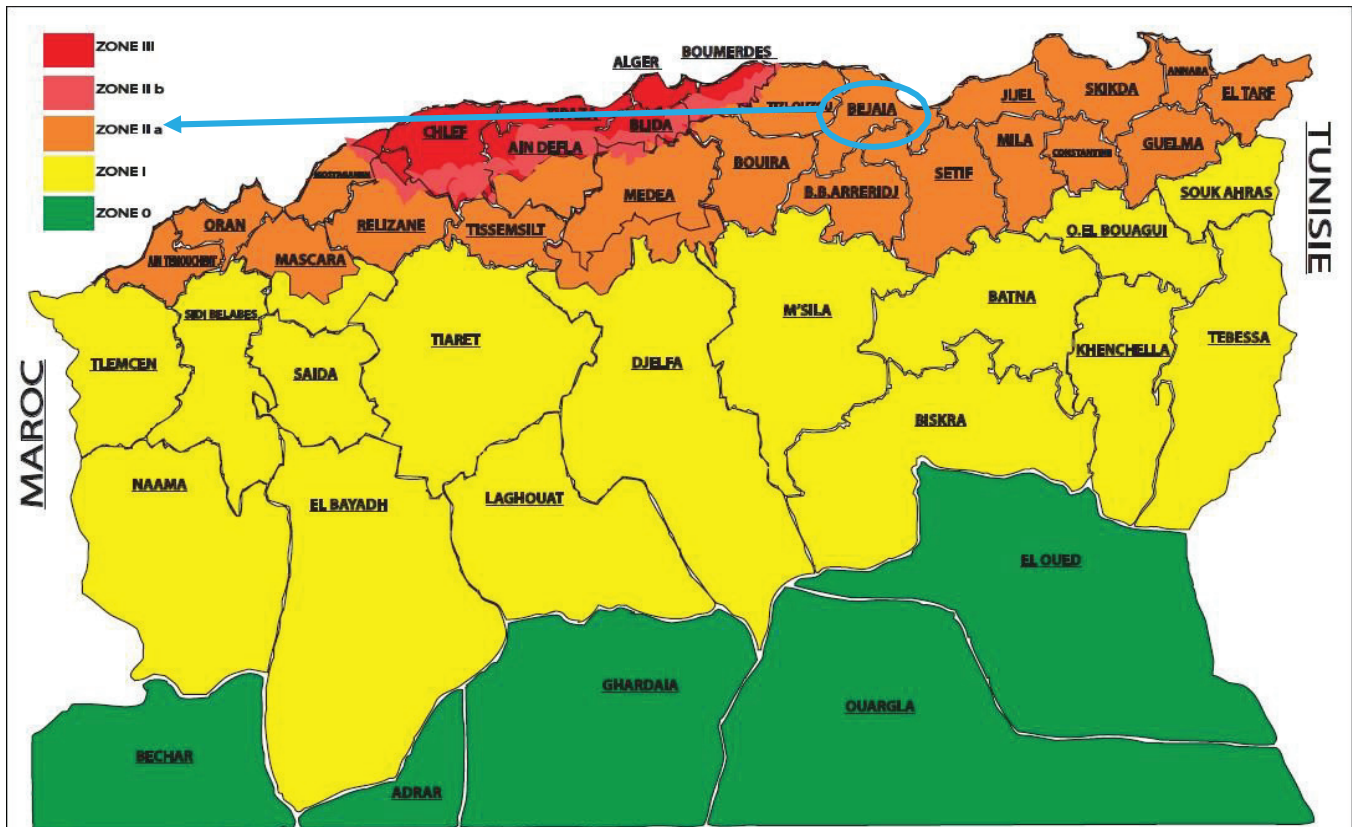 ZONE III
ZONE II b
ZONE II a
ZONE I
ZONE 0
ALGER
BOUMERDES
CHLEF
BLIDA
AIN DEFLA
BEJAIA
JIJEL
SKIKDA
ANNABA
EL TARF
BOUIRA
MEDEA
B.B.ARRERIDJ
SETIF
MILA
CONSTANTINE
GUELMA
SOUK AHRAS
MOSTAGANEM
ORAN
RELIZANE
TISSEMSILT
AIN TEMOUCHENT
MASCARA
O.EL BOUAGUI
SIDI BELABES
TLEMCEN
SAIDA
TIARET
DJELFA
M'SILA
BATNA
KHENCHELLA
TEBESSA
BISKRA
NAAMA
EL BAYADH
LAGHOUAT
EL OUED
GHARDAIA
OUARGLA
BECHAR
ADRAR
MAROC
TUNISIE